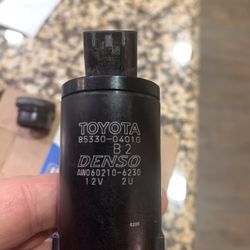 TOYOTA
85330-04010
B2
DENSO
AW060210-6230
12V 2U